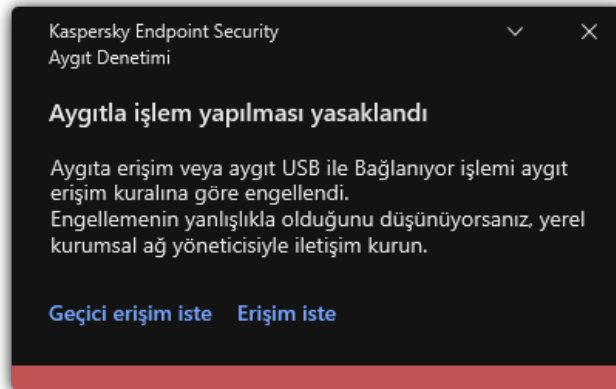 Kaspersky Endpoint Security
Aygıt Denetimi
Aygıtla işlem yapılması yasaklandı
Aygıta erişim veya aygıt USB ile Bağlanıyor işlemi aygıt
erişim kuralına göre engellendi.
Engellemenin yanlışlıkla olduğunu düşünüyorsanız, yerel
kurumsal ağ yöneticisiyle iletişim kurun.
Geçici erişim iste Erişim iste